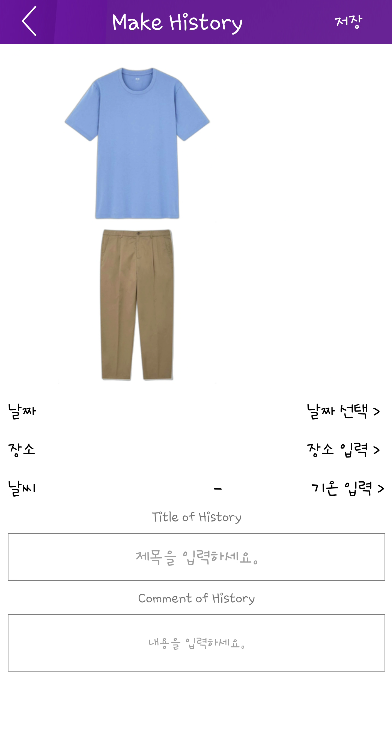 Make History 저장
날짜 날짜 선택 >
장소 장소 입력 >
날씨 - 기온 입력 >
Title of History
제목을 입력하세요.
Comment of History
내용을 입력하세요.